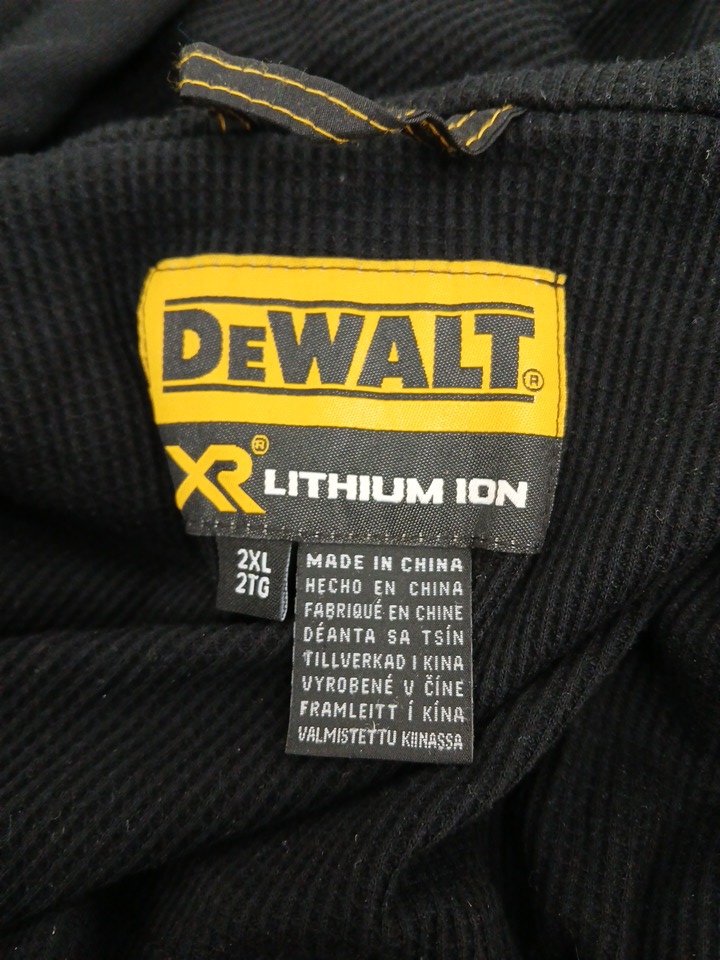 DEWALT®
XR® LITHIUM ION
2XL
2TG
MADE IN CHINA
HECHO EN CHINA
FABRIQUÉ EN CHINE
DÉANTA SA TSÍN
TILLVERKAD I KINA
VYROBENÉ V ČÍNE
FRAMLEITT Í KÍNA
VALMISTETTU KIINASSA